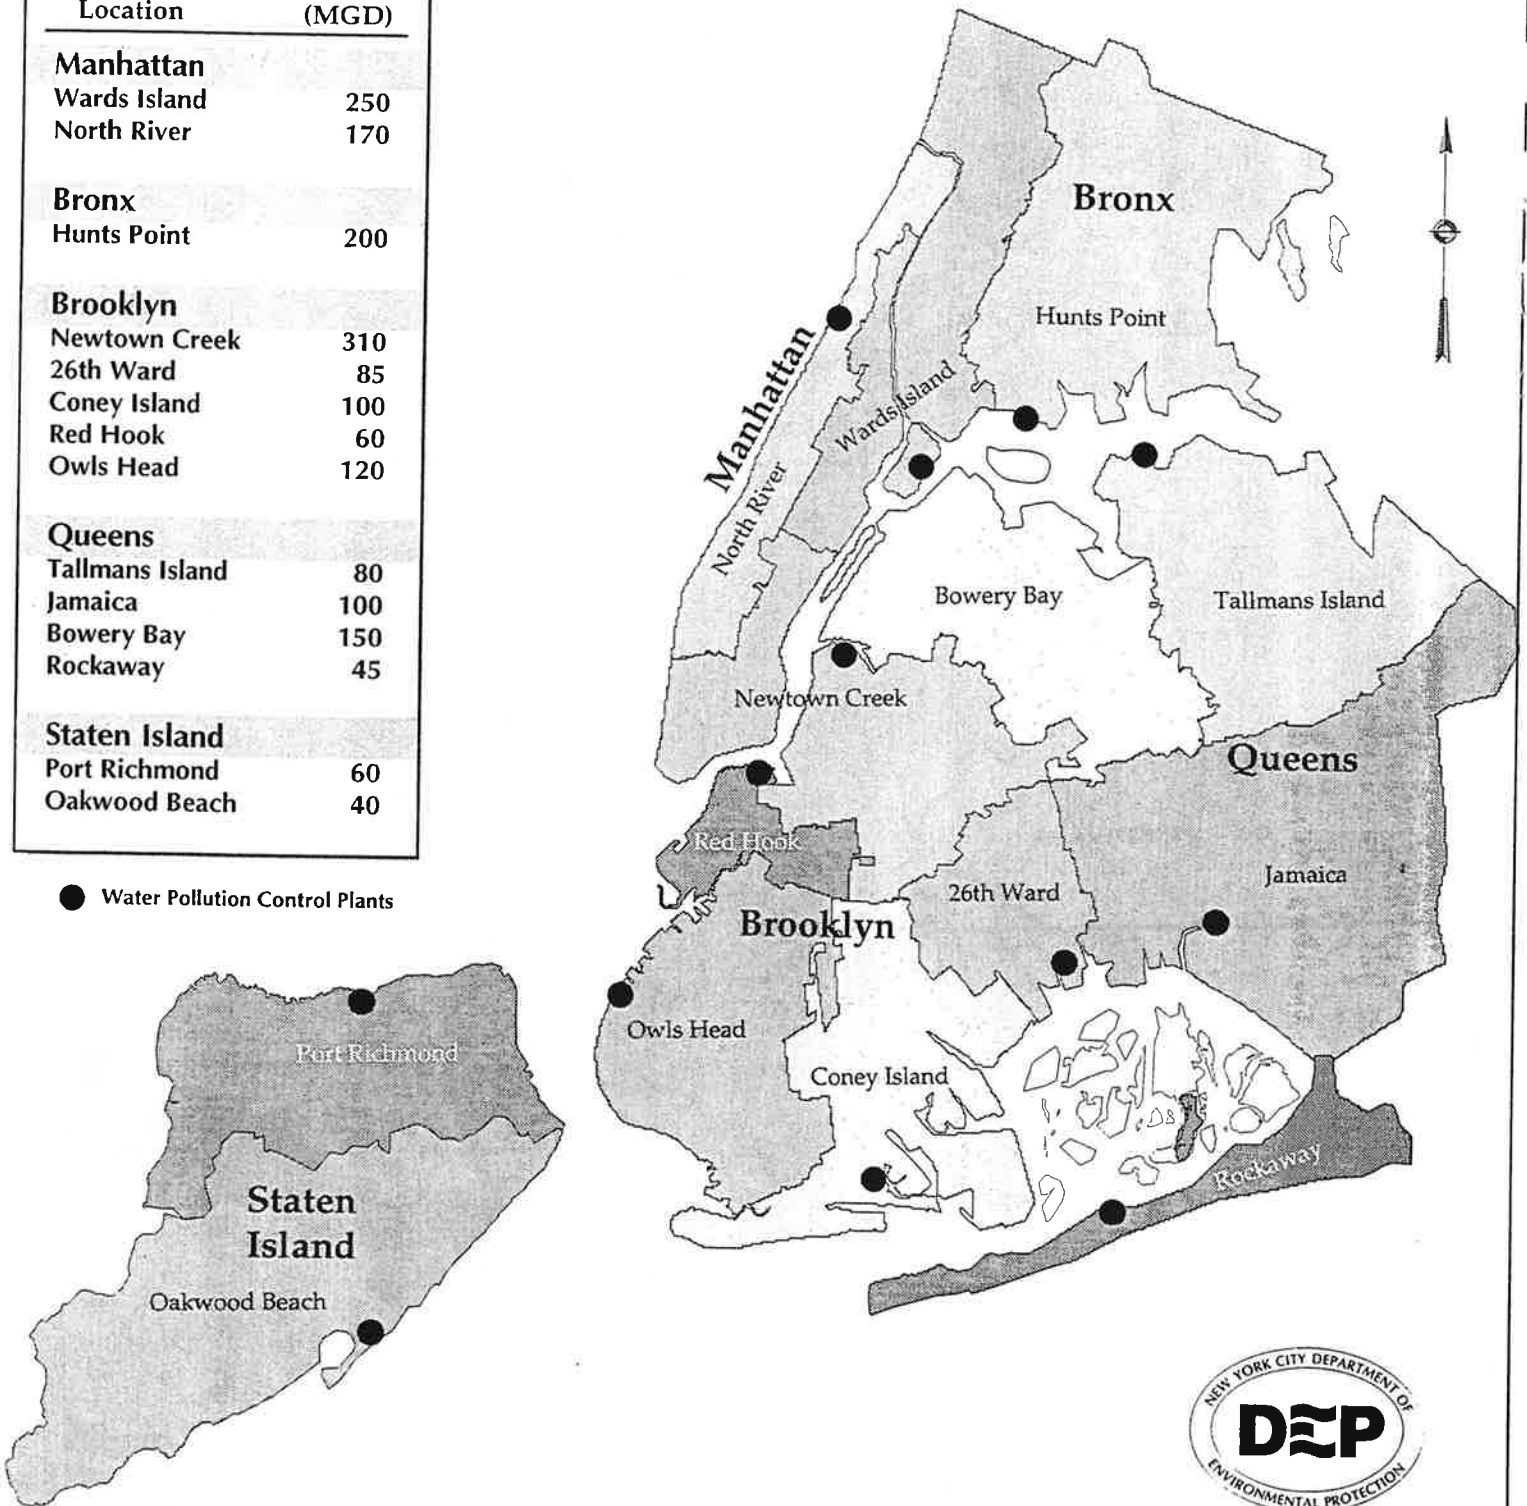 Location (MGD)
Manhattan
Wards Island 250
North River 170
Bronx
Hunts Point 200
Brooklyn
Newtown Creek 310
26th Ward 85
Coney Island 100
Red Hook 60
Owls Head 120
Queens
Tallmans Island 80
Jamaica 100
Bowery Bay 150
Rockaway 45
Staten Island
Port Richmond 60
Oakwood Beach 40
Water Pollution Control Plants
Bronx
Hunts Point
Manhattan
Wards Island
North River
Bowery Bay
Tallmans Island
Newtown Creek
Queens
Red Hook
Jamaica
26th Ward
Brooklyn
Owls Head
Coney Island
Rockaway
Port Richmond
Staten
Island
Oakwood Beach
NEW YORK CITY DEPARTMENT OF
DEP
ENVIRONMENTAL PROTECTION